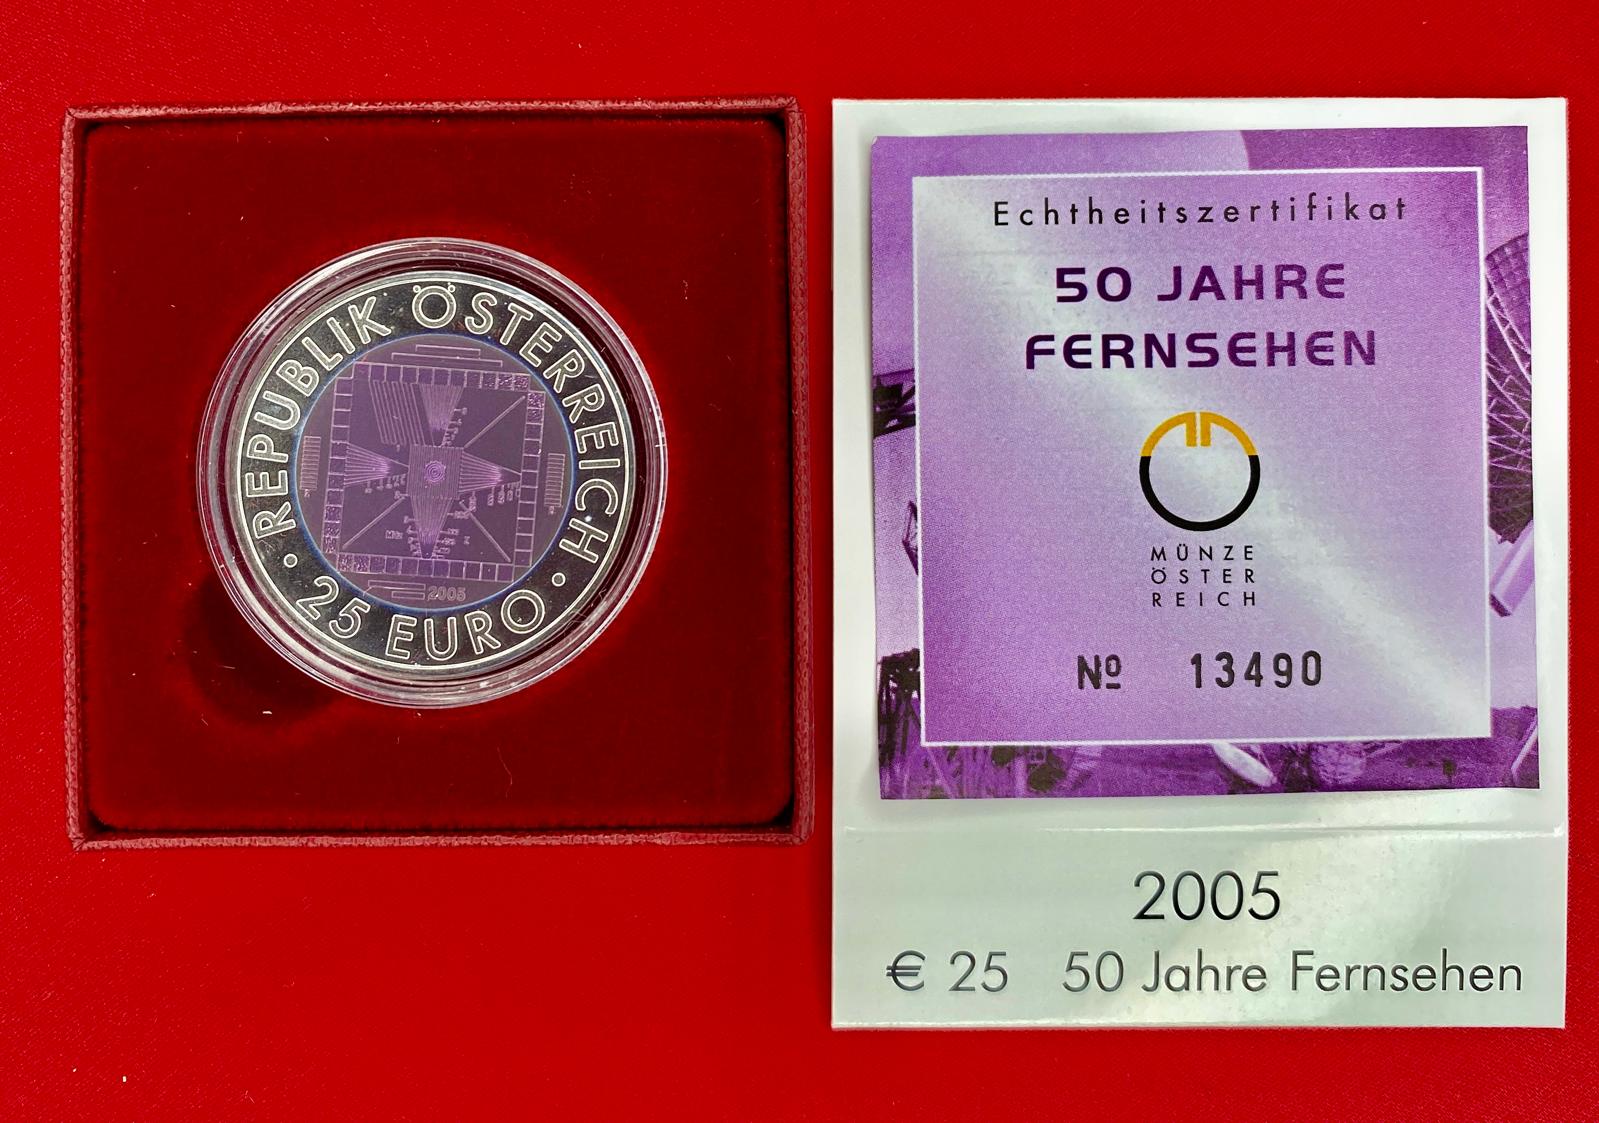 REPUBLIK ÖSTERREICH
• 25 EURO •
2005
Echtheitszertifikat
50 JAHRE
FERNSEHEN
MÜNZE
ÖSTER
REICH
Nº 13490
2005
€ 25 50 Jahre Fernsehen